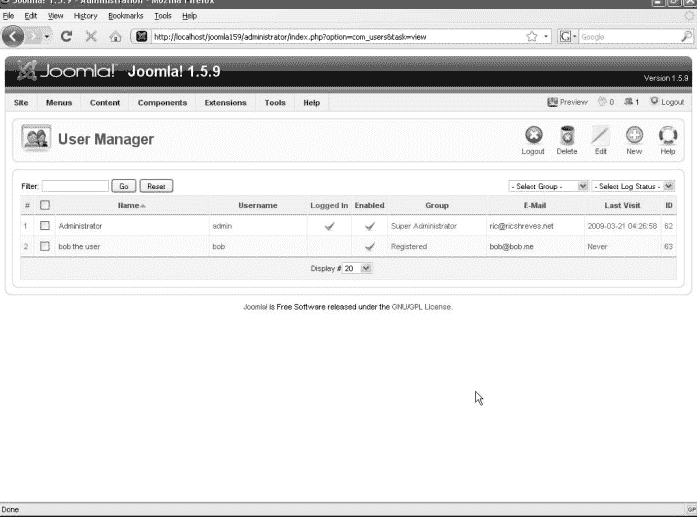 Joomla! 1.5.9 - Administration - Mozilla Firefox
File Edit View History Bookmarks Tools Help
http://localhost/joomla159/administrator/index.php?option=com_users&task=view
G Google
Joomla! Joomla! 1.5.9
Version 1.5.9
Site Menus Content Components Extensions Tools Help Preview 0 1 Logout
User Manager
Logout Delete Edit New Help
Filter: Go Reset - Select Group - - Select Log Status -
# Name Username Logged In Enabled Group E-Mail Last Visit ID
1 Administrator admin Super Administrator ric@ricshreves.net 2009-03-21 04:26:58 62
2 bob the user bob Registered bob@bob.me Never 63
Display # 20
Joomla! is Free Software released under the GNU/GPL License.
Done